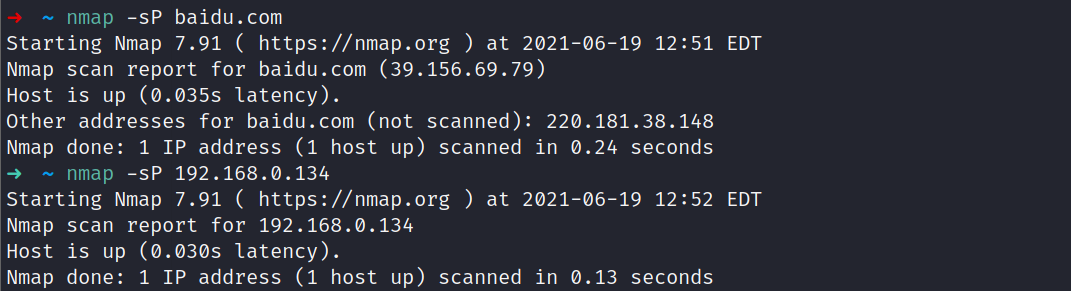 ➜  ~ nmap -sP baidu.com
Starting Nmap 7.91 ( https://nmap.org ) at 2021-06-19 12:51 EDT
Nmap scan report for baidu.com (39.156.69.79)
Host is up (0.035s latency).
Other addresses for baidu.com (not scanned): 220.181.38.148
Nmap done: 1 IP address (1 host up) scanned in 0.24 seconds
➜  ~ nmap -sP 192.168.0.134
Starting Nmap 7.91 ( https://nmap.org ) at 2021-06-19 12:52 EDT
Nmap scan report for 192.168.0.134
Host is up (0.030s latency).
Nmap done: 1 IP address (1 host up) scanned in 0.13 seconds